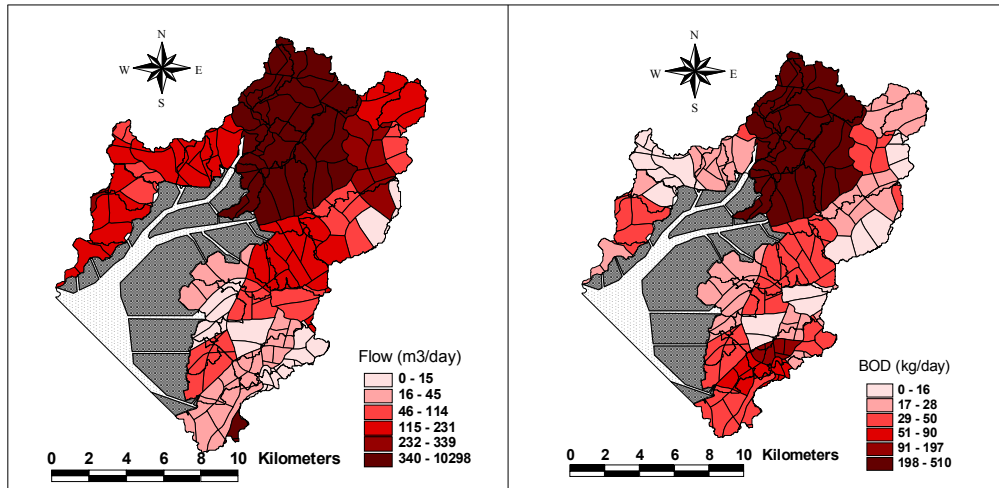 N
W E
S
Flow (m3/day)
0 - 15
16 - 45
46 - 114
115 - 231
232 - 339
340 - 10298
0 2 4 6 8 10 Kilometers
N
W E
S
BOD (kg/day)
0 - 16
17 - 28
29 - 50
51 - 90
91 - 197
198 - 510
0 2 4 6 8 10 Kilometers